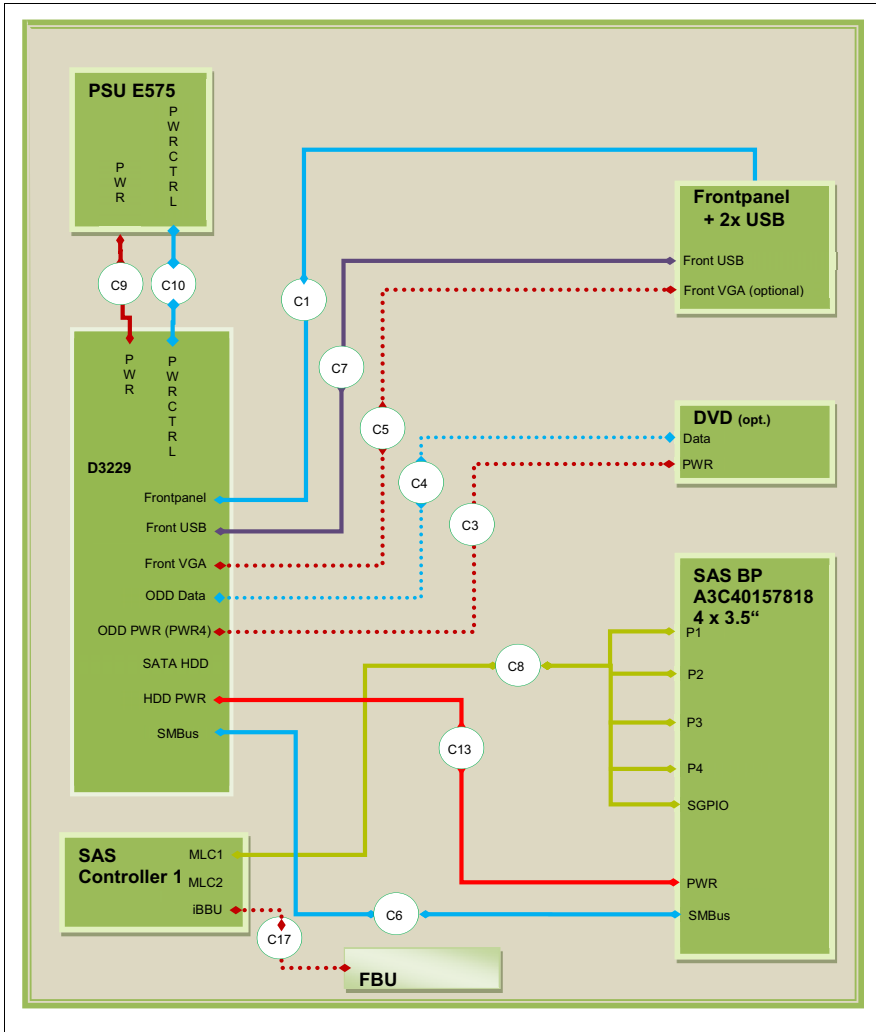 PSU E575
PWR
PWRCTRL
C9
C10
PWR
PWRCTRL
D3229
Frontpanel
Front USB
Front VGA
ODD Data
ODD PWR (PWR4)
SATA HDD
HDD PWR
SMBus
C1
C7
C5
C4
C3
C8
C13
C6
C17
Frontpanel
+ 2x USB
Front USB
Front VGA (optional)
DVD (opt.)
Data
PWR
SAS BP
A3C40157818
4 x 3.5“
P1
P2
P3
P4
SGPIO
PWR
SMBus
SAS
Controller 1
MLC1
MLC2
iBBU
FBU